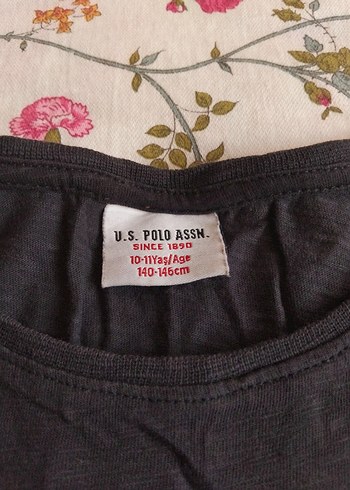 U.S. POLO ASSN.
SINCE 1890
10-11Yaş/Age
140-146cm